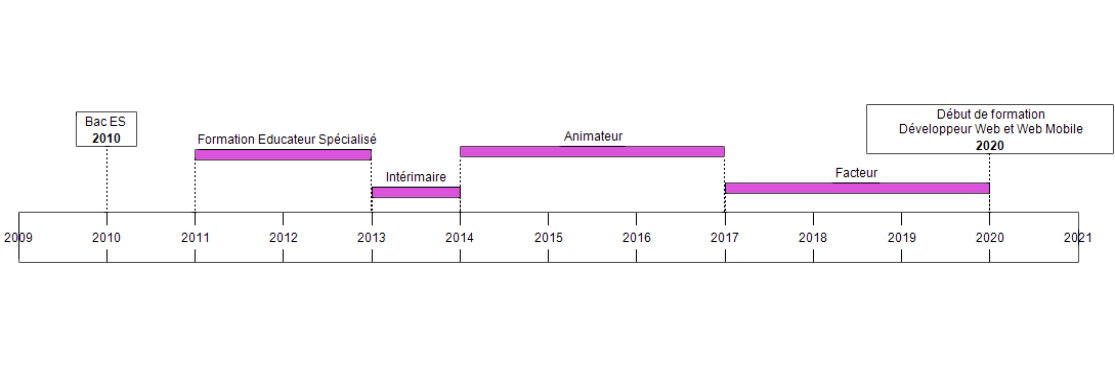 Bac ES
2010
Formation Educateur Spécialisé
Intérimaire
Animateur
Facteur
Début de formation
Développeur Web et Web Mobile
2020
2009 2010 2011 2012 2013 2014 2015 2016 2017 2018 2019 2020 2021